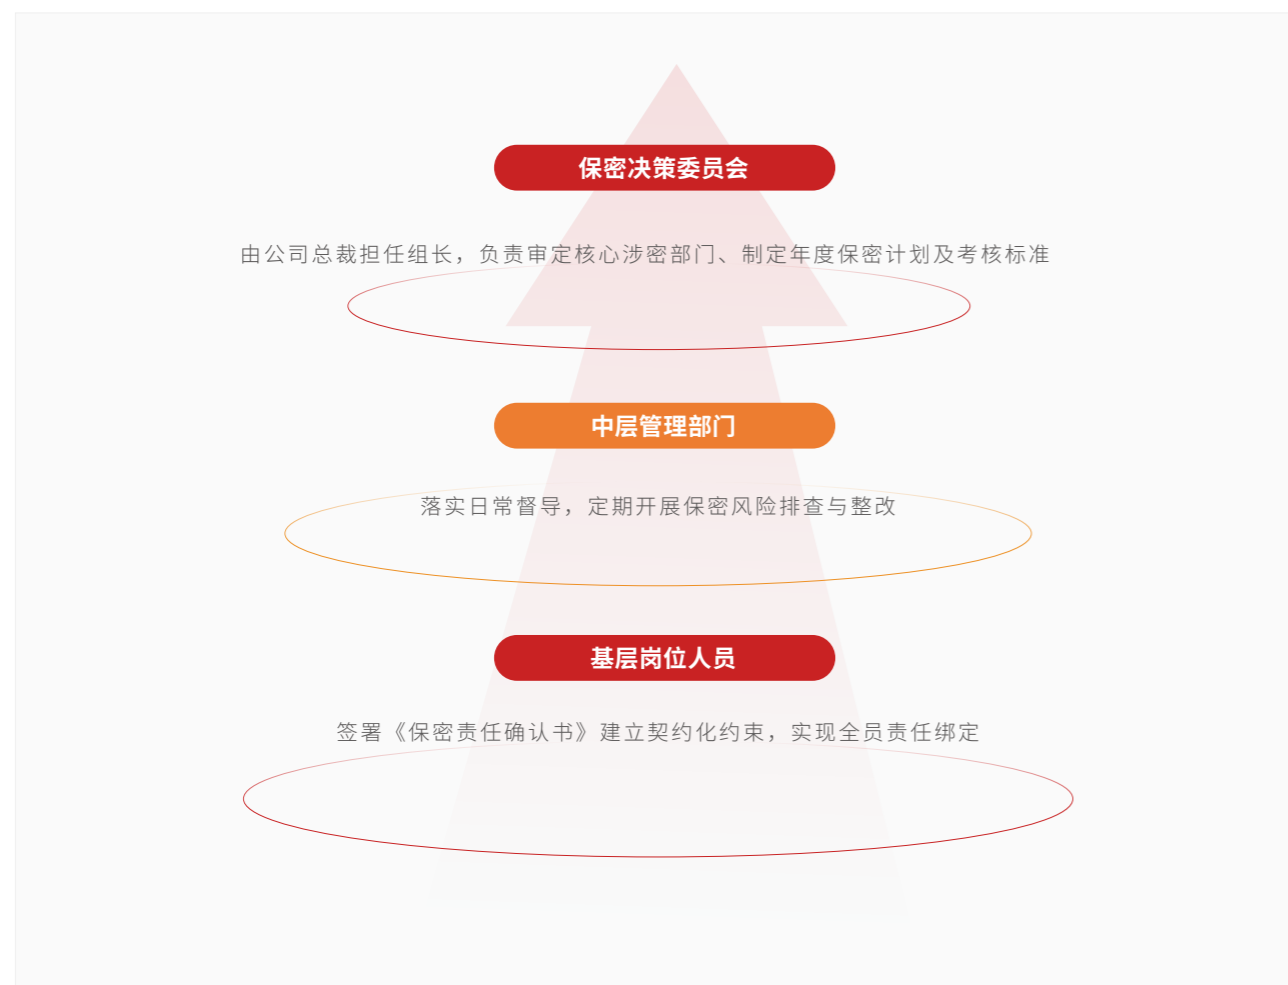 保密决策委员会
由公司总裁担任组长，负责审定核心涉密部门、制定年度保密计划及考核标准
中层管理部门
落实日常督导，定期开展保密风险排查与整改
基层岗位人员
签署《保密责任确认书》建立契约化约束，实现全员责任绑定